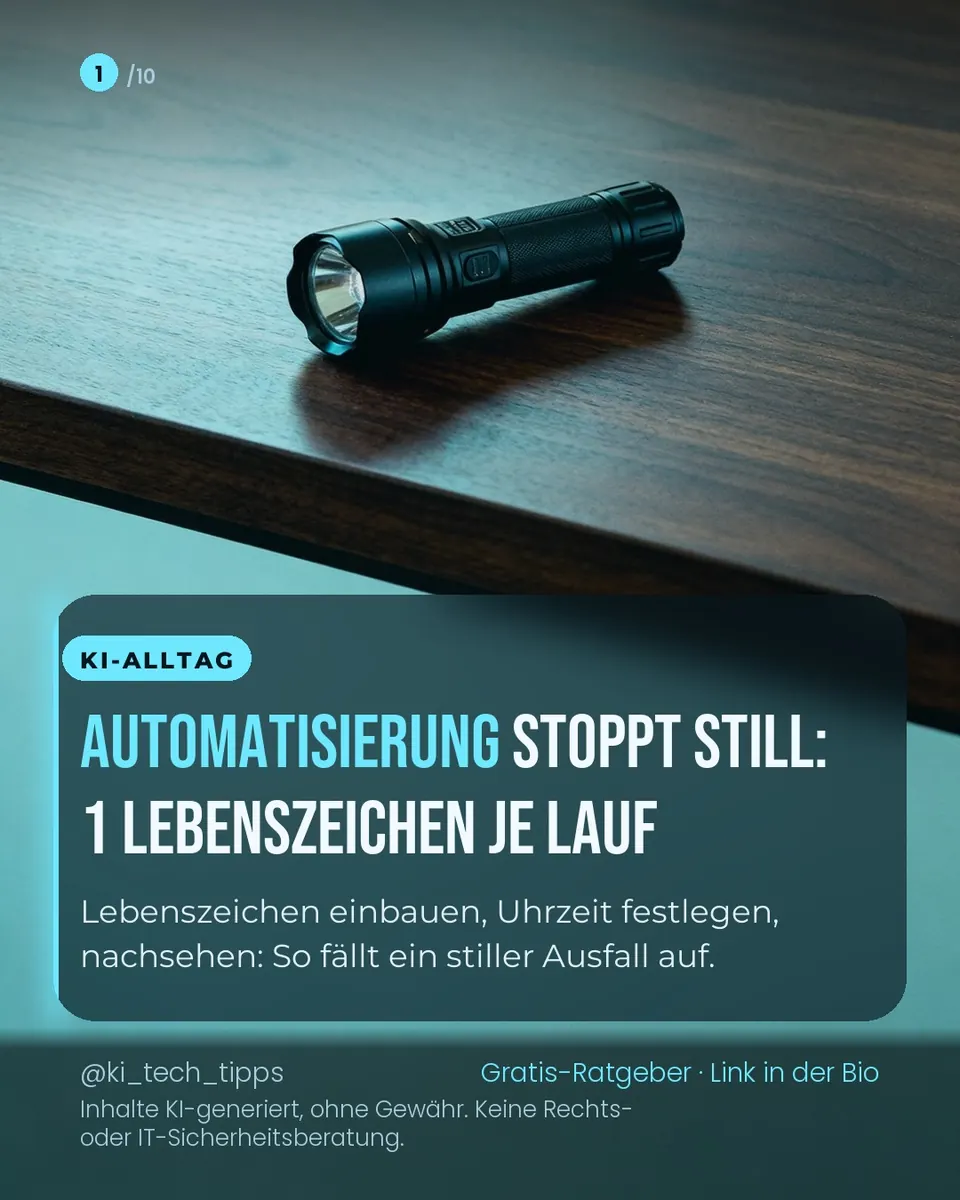 1 /10
KI-ALLTAG
AUTOMATISIERUNG STOPPT STILL:
1 LEBENSZEICHEN JE LAUF
Lebenszeichen einbauen, Uhrzeit festlegen,
nachsehen: So fällt ein stiller Ausfall auf.
@ki_tech_tipps
Gratis-Ratgeber · Link in der Bio
Inhalte KI-generiert, ohne Gewähr. Keine Rechts-
oder IT-Sicherheitsberatung.